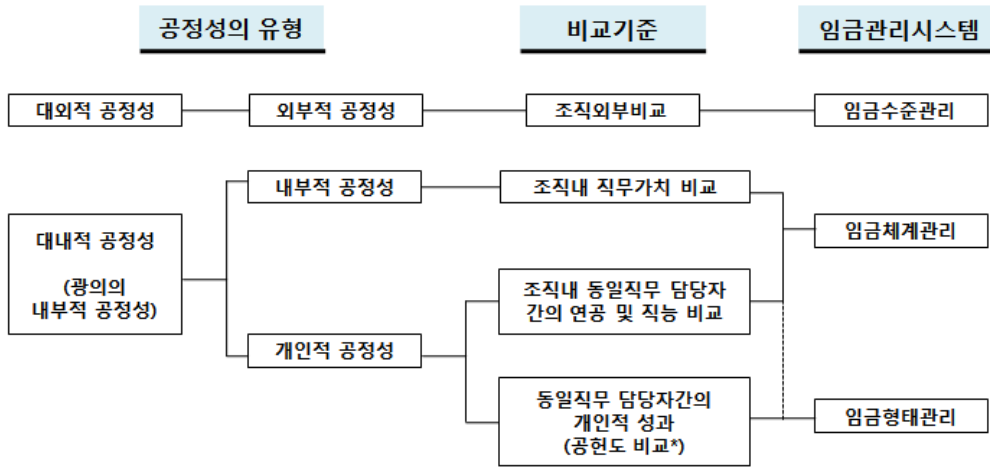 공정성의 유형
비교기준
임금관리시스템
대외적 공정성
외부적 공정성
조직외부비교
임금수준관리
내부적 공정성
조직내 직무가치 비교
대내적 공정성
(광의의
내부적 공정성)
임금체계관리
조직내 동일직무 담당자
간의 연공 및 직능 비교
개인적 공정성
동일직무 담당자간의
개인적 성과
(공헌도 비교*)
임금형태관리